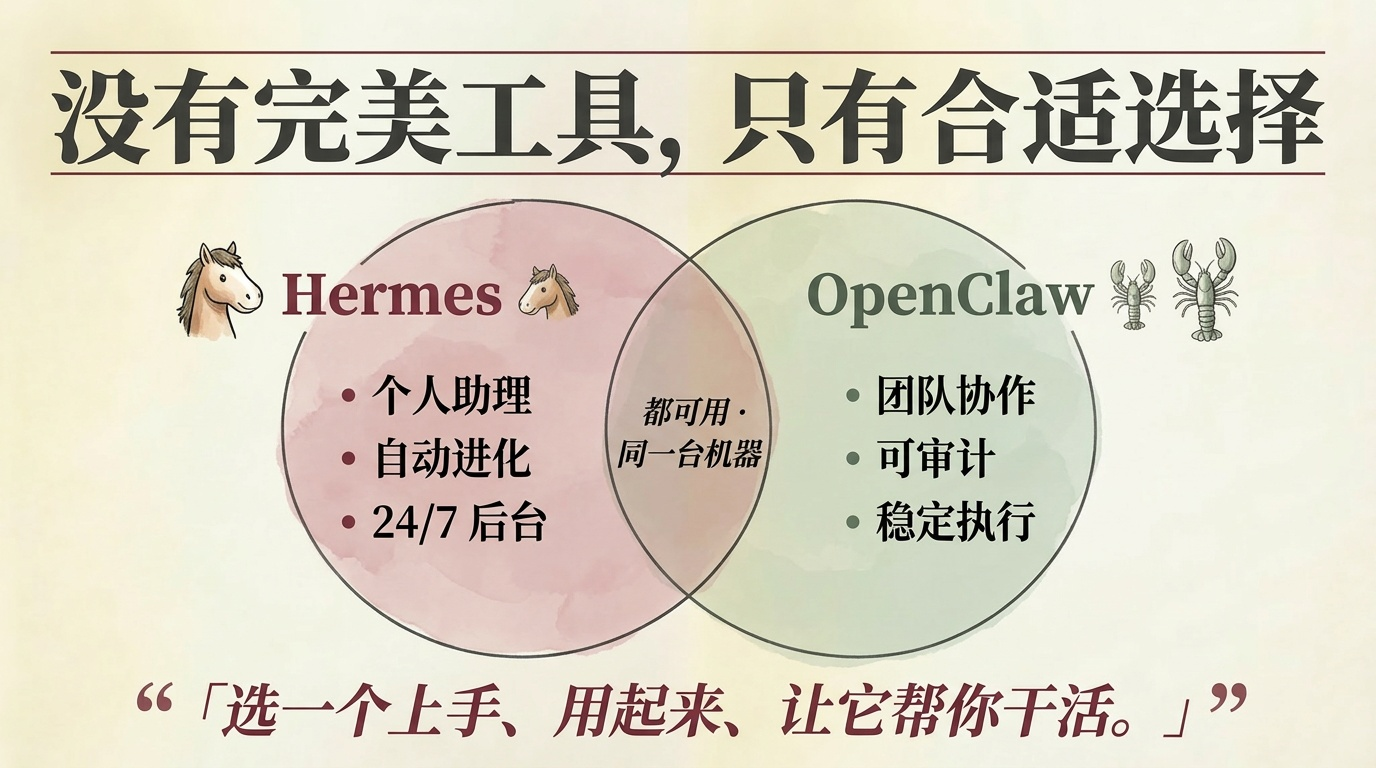 没有完美工具，只有合适选择
Hermes
• 个人助理
• 自动进化
• 24/7 后台
都可用·
同一台机器
OpenClaw
• 团队协作
• 可审计
• 稳定执行
“「选一个上手、用起来、让它帮你干活。」”